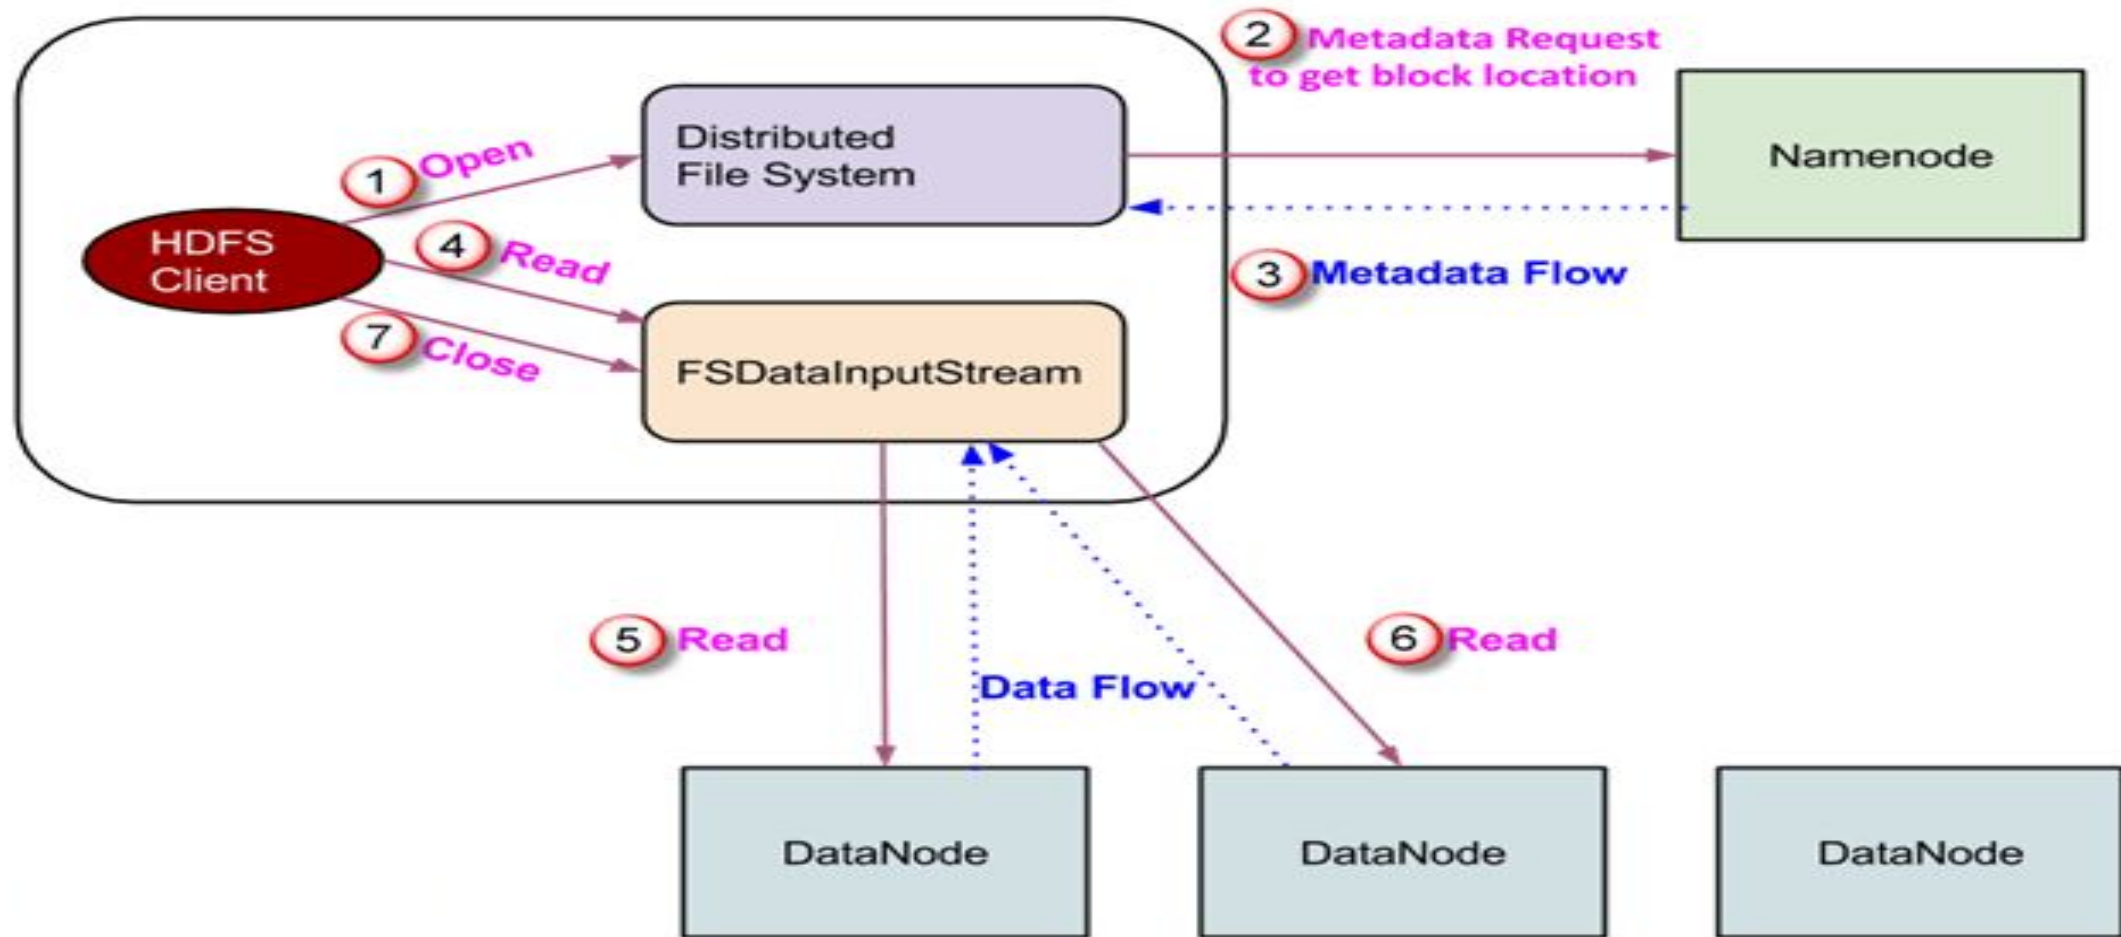 2 Metadata Request
to get block location
Distributed
File System
Namenode
1 Open
HDFS
Client
4 Read
3 Metadata Flow
7 Close
FSDataInputStream
5 Read
6 Read
Data Flow
DataNode
DataNode
DataNode